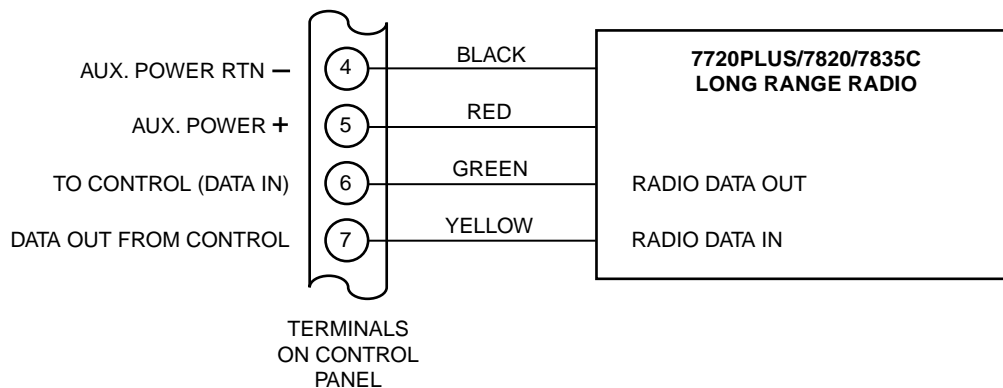 AUX. POWER RTN –
4
BLACK
7720PLUS/7820/7835C
LONG RANGE RADIO
AUX. POWER +
5
RED
TO CONTROL (DATA IN)
6
GREEN
RADIO DATA OUT
DATA OUT FROM CONTROL
7
YELLOW
RADIO DATA IN
TERMINALS
ON CONTROL
PANEL